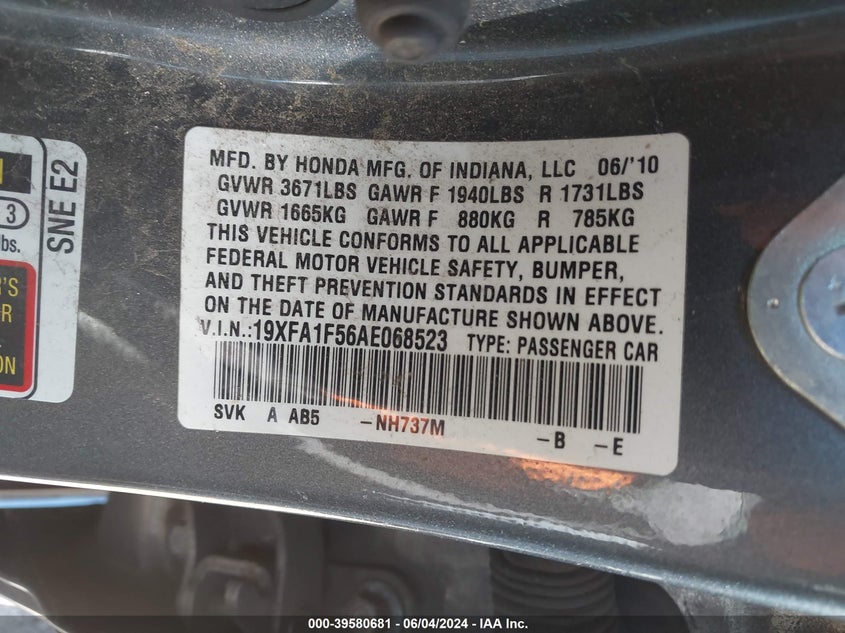 MFD. BY HONDA MFG. OF INDIANA, LLC 06/'10
GVWR 3671LBS GAWR F 1940LBS R 1731LBS
GVWR 1665KG GAWR F 880KG R 785KG
THIS VEHICLE CONFORMS TO ALL APPLICABLE
FEDERAL MOTOR VEHICLE SAFETY, BUMPER,
AND THEFT PREVENTION STANDARDS IN EFFECT
ON THE DATE OF MANUFACTURE SHOWN ABOVE.
V.I.N.:19XFA1F56AE068523 TYPE: PASSENGER CAR
SVK A AB5 -NH737M -B -E
SNE E2
3
lbs.
000-39580681 | 06/04/2024 - IAA Inc.